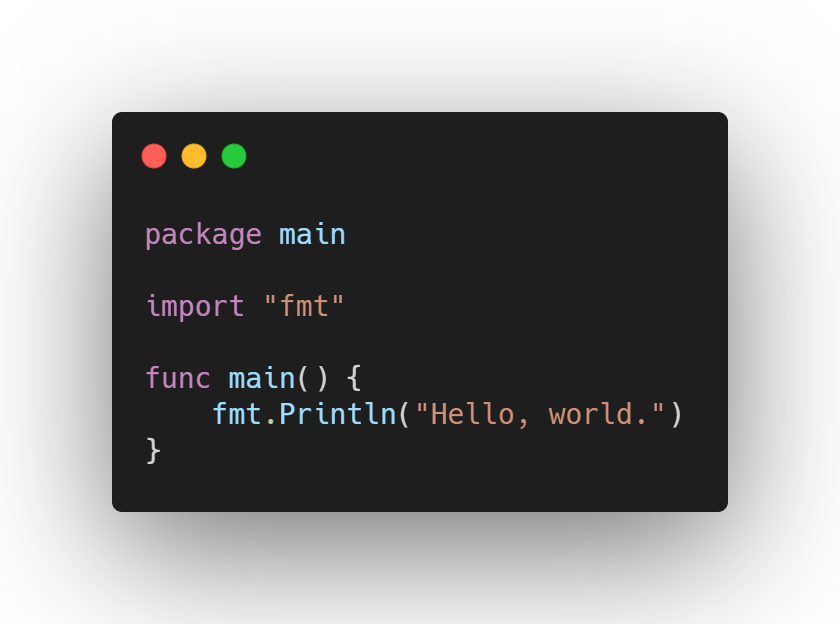 package main

import "fmt"

func main() {
    fmt.Println("Hello, world.")
}